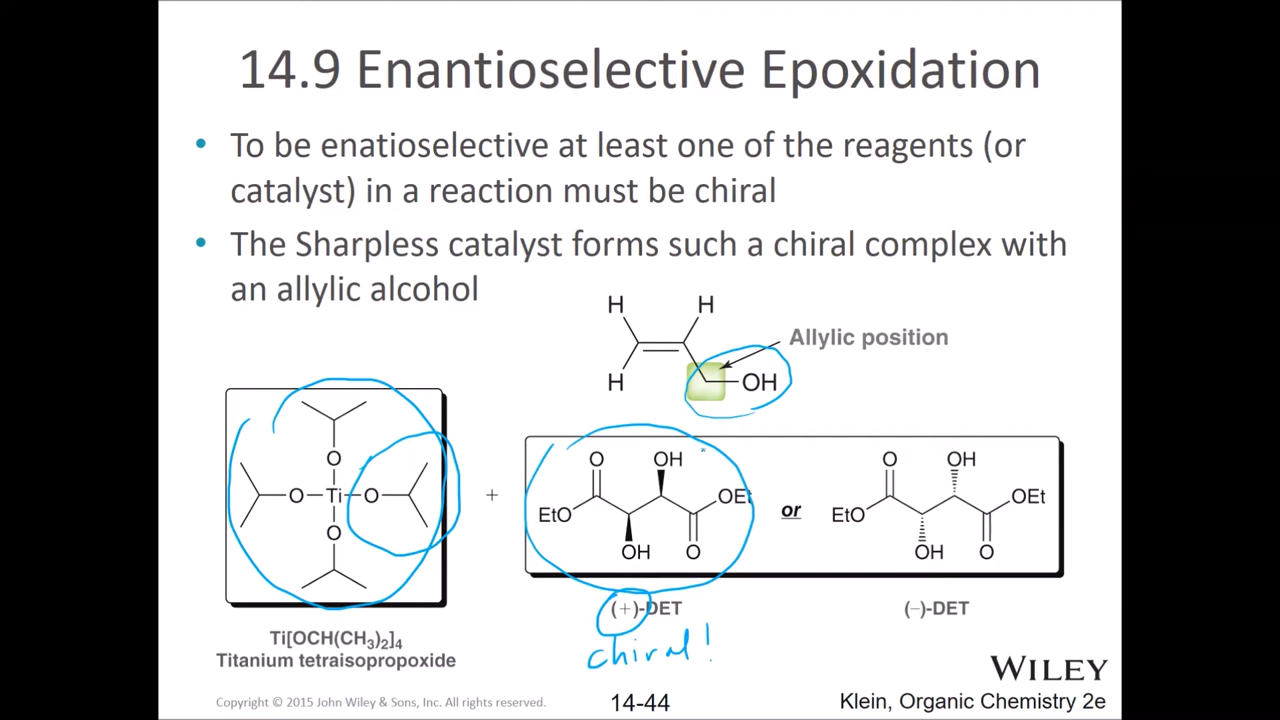 14.9 Enantioselective Epoxidation
• To be enatioselective at least one of the reagents (or
catalyst) in a reaction must be chiral
• The Sharpless catalyst forms such a chiral complex with
an allylic alcohol
H H
Allylic position
H OH
O
O Ti O
O
+
O OH
OEt
EtO
OH O
or
O OH
OEt
EtO
OH O
(+)-DET
(−)-DET
chiral!
Ti[OCH(CH₃)₂]₄
Titanium tetraisopropoxide
WILEY
Copyright © 2015 John Wiley & Sons, Inc. All rights reserved.
14-44
Klein, Organic Chemistry 2e